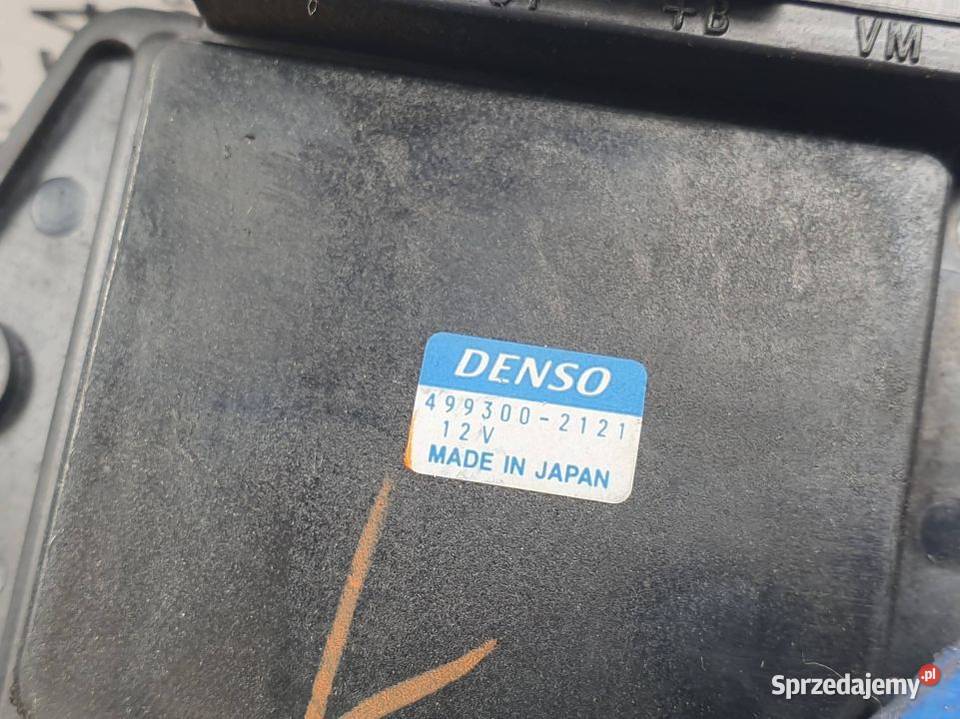 +B
VM
DENSO
499300-2121
12V
MADE IN JAPAN
Sprzedajemy.pl